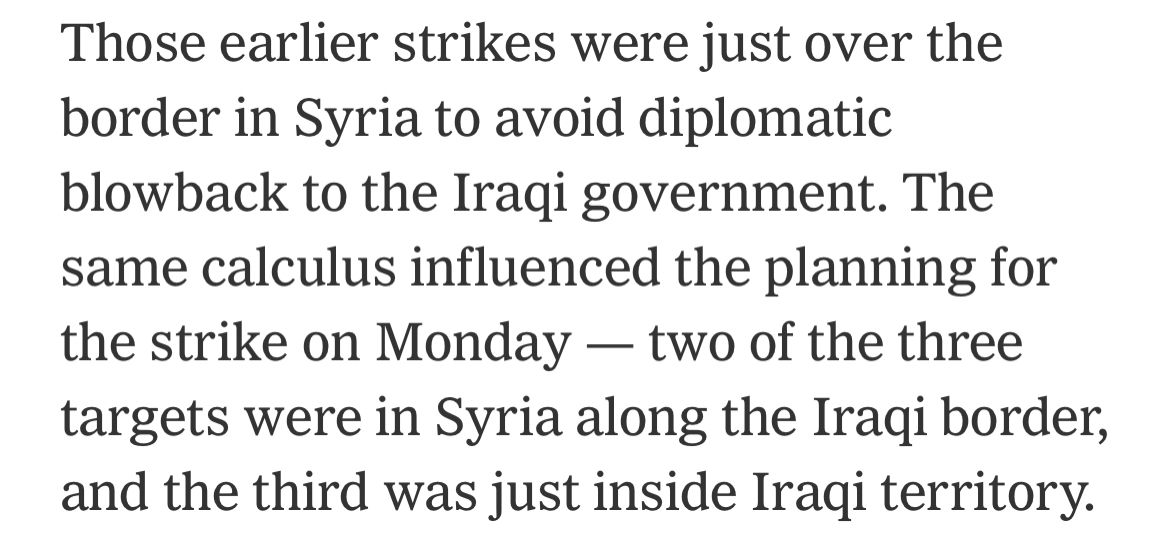 Those earlier strikes were just over the
border in Syria to avoid diplomatic
blowback to the Iraqi government. The
same calculus influenced the planning for
the strike on Monday — two of the three
targets were in Syria along the Iraqi border,
and the third was just inside Iraqi territory.